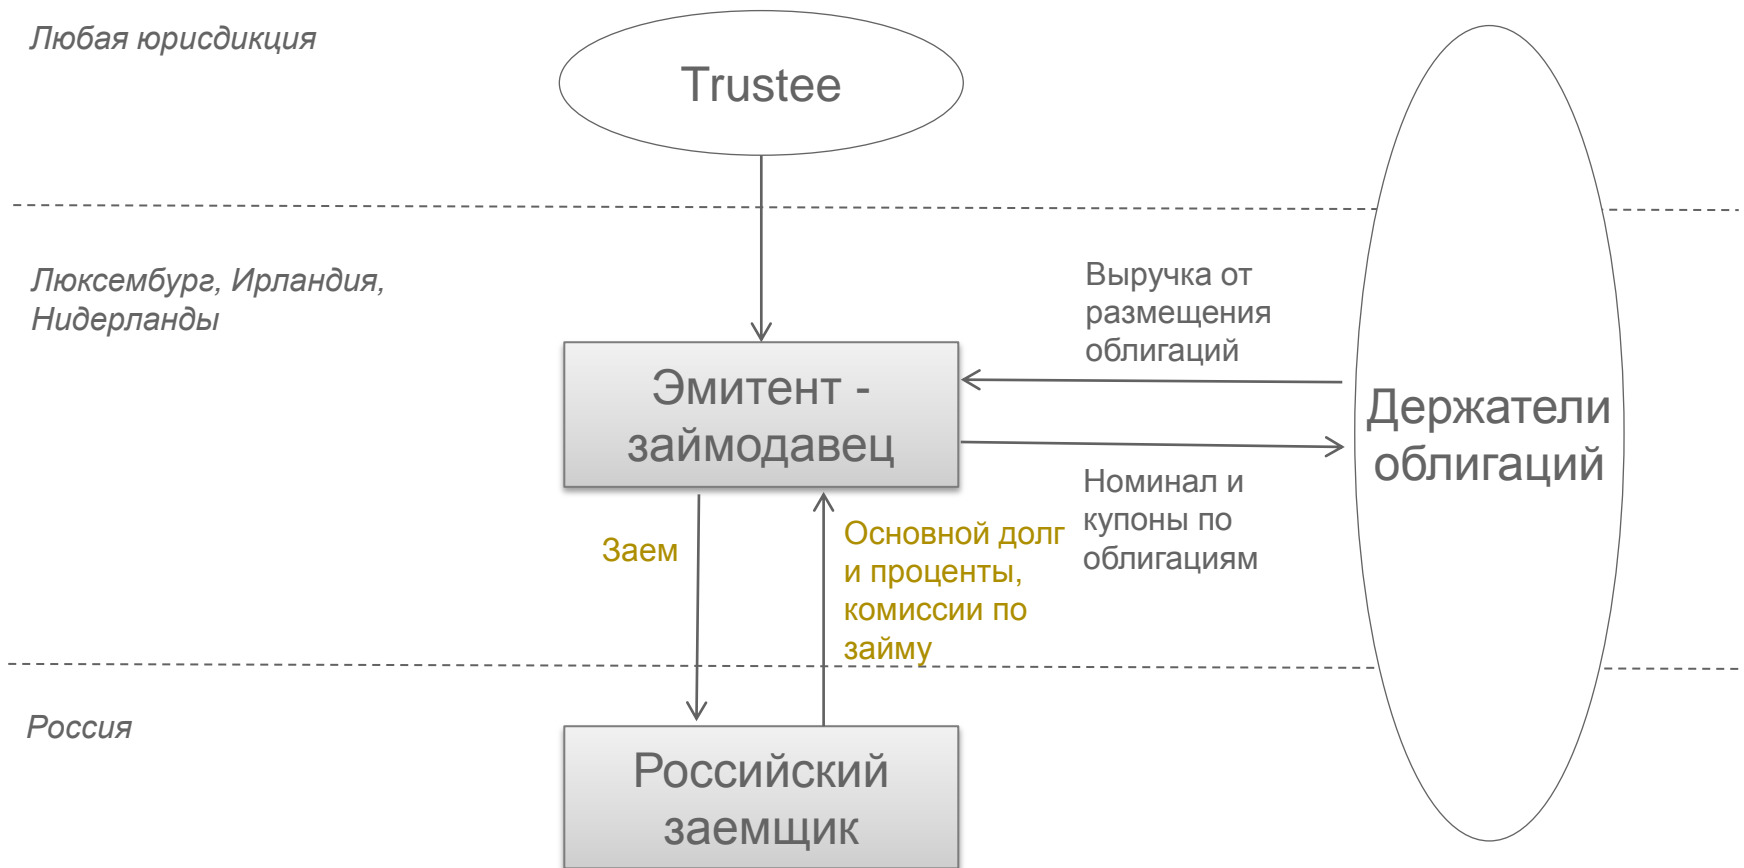 Любая юрисдикция
Trustee
Люксембург, Ирландия,
Нидерланды
Выручка от
размещения
облигаций
Эмитент -
займодавец
Держатели
облигаций
Номинал и
купоны по
облигациям
Заем
Основной долг
и проценты,
комиссии по
займу
Россия
Российский
заемщик